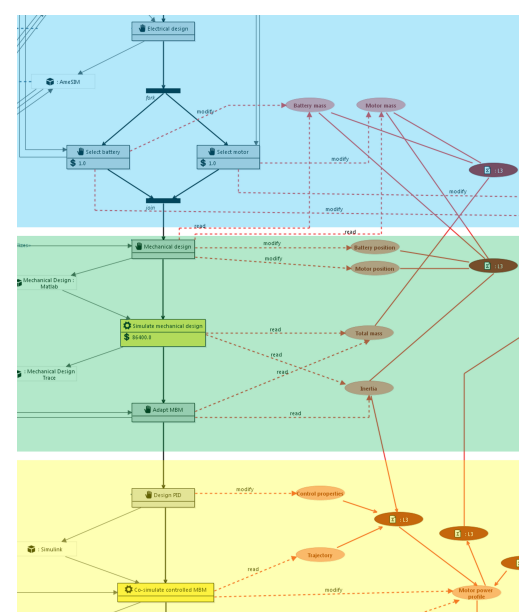 Electrical design
: AmeSIM
fork
modify
Battery mass
Motor mass
Select battery
$ 1.0
Select motor
$ 1.0
modify
: L3
modify
join
read
read
Mechanical design
modify
Battery position
modify
Motor position
: L3
Mechanical Design :
Matlab
Simulate mechanical design
$ 86400.0
read
Total mass
read
: Mechanical Design
Trace
read
Inertia
Adapt MBM
read
Design PID
modify
Control properties
: L3
: L3
: Simulink
Trajectory
read
Co-simulate controlled MBM
modify
Motor power
profile